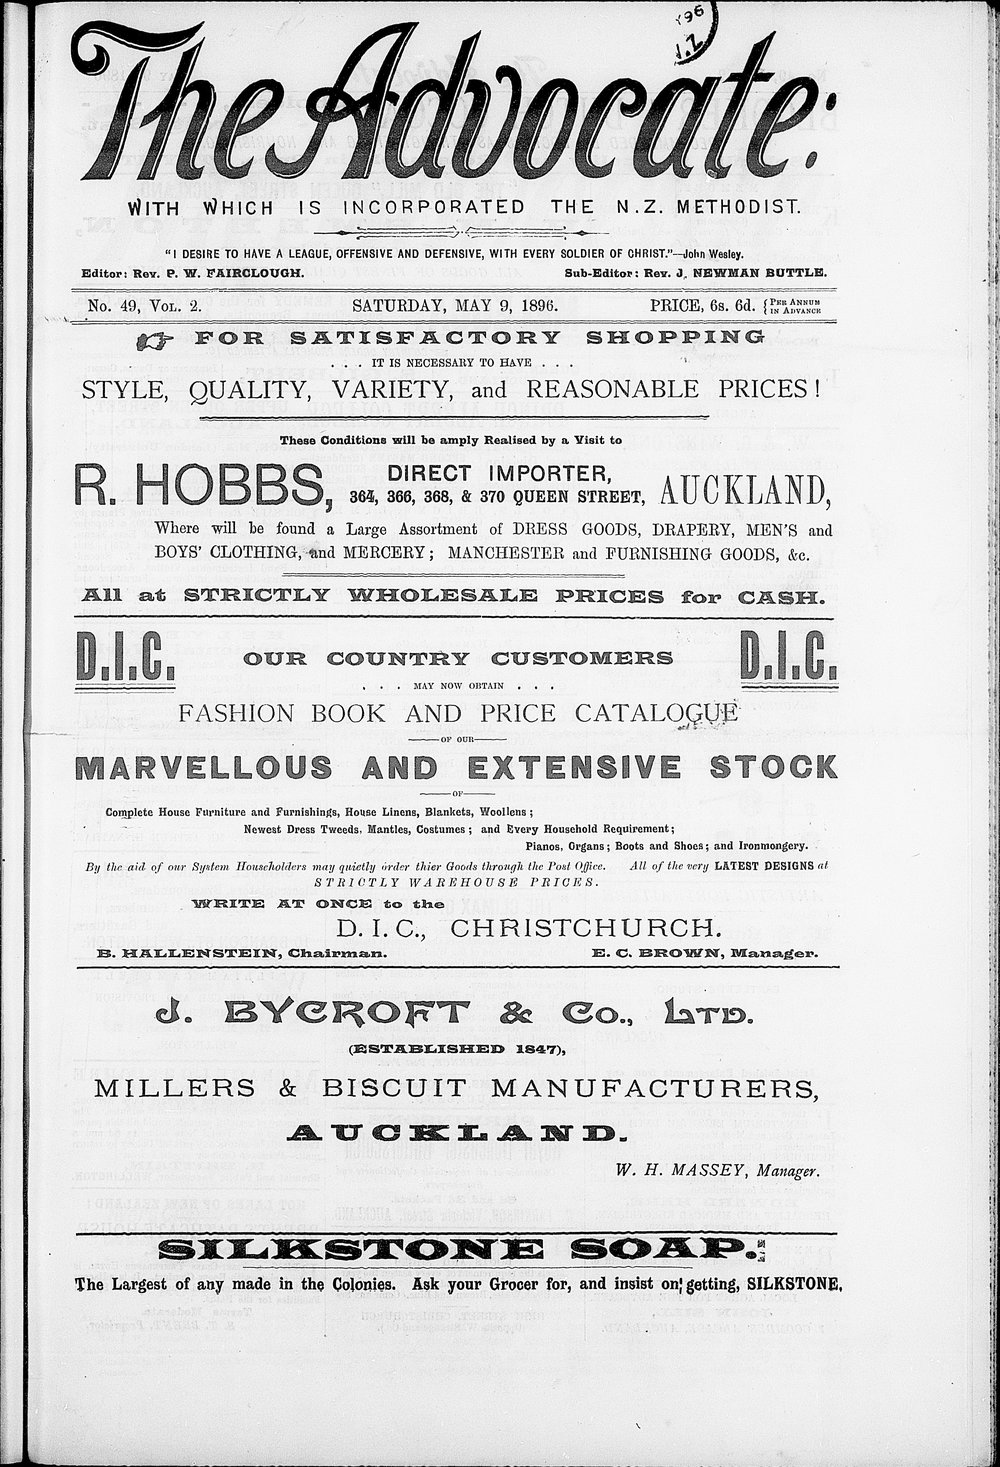 The Advocate:
WITH WHICH IS INCORPORATED THE N.Z. METHODIST.
"I DESIRE TO HAVE A LEAGUE, OFFENSIVE AND DEFENSIVE, WITH EVERY SOLDIER OF CHRIST."—John Wesley.
Editor: Rev. P. W. FAIRCLOUGH. Sub-Editor: Rev. J. NEWMAN BUTTLE.
No. 49, Vol. 2. SATURDAY, MAY 9, 1896. PRICE, 6s. 6d. { Per Annum in Advance
FOR SATISFACTORY SHOPPING
. . . IT IS NECESSARY TO HAVE . . .
STYLE, QUALITY, VARIETY, and REASONABLE PRICES!
These Conditions will be amply Realised by a Visit to
R. HOBBS, DIRECT IMPORTER, 364, 366, 368, & 370 QUEEN STREET, AUCKLAND,
Where will be found a Large Assortment of DRESS GOODS, DRAPERY, MEN'S and
BOYS' CLOTHING, and MERCERY; MANCHESTER and FURNISHING GOODS, &c.
All at STRICTLY WHOLESALE PRICES for CASH.
D.I.C. OUR COUNTRY CUSTOMERS D.I.C.
. . . MAY NOW OBTAIN . . .
FASHION BOOK AND PRICE CATALOGUE
—OF OUR—
MARVELLOUS AND EXTENSIVE STOCK
—OF—
Complete House Furniture and Furnishings, House Linens, Blankets, Woollens;
Newest Dress Tweeds, Mantles, Costumes; and Every Household Requirement;
Pianos, Organs; Boots and Shoes; and Ironmongery.
By the aid of our System Householders may quietly order thier Goods through the Post Office. All of the very LATEST DESIGNS at
STRICTLY WAREHOUSE PRICES.
WRITE AT ONCE to the
D. I. C., CHRISTCHURCH.
B. HALLENSTEIN, Chairman. E. C. BROWN, Manager.
J. BYCROFT & Co., LTD.
(ESTABLISHED 1847),
MILLERS & BISCUIT MANUFACTURERS,
AUCKLAND.
W. H. MASSEY, Manager.
SILKSTONE SOAP.
The Largest of any made in the Colonies. Ask your Grocer for, and insist on getting, SILKSTONE,